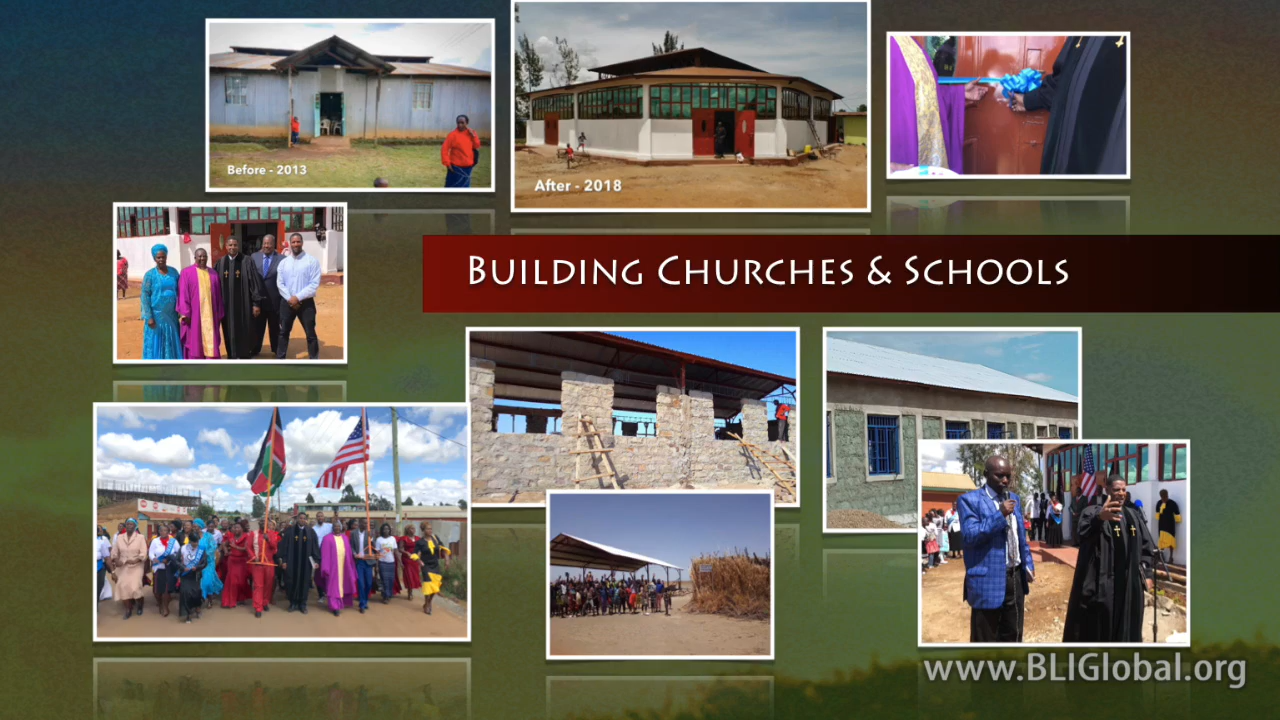 Before - 2013
After - 2018
Building Churches & Schools
www.BLIGlobal.org